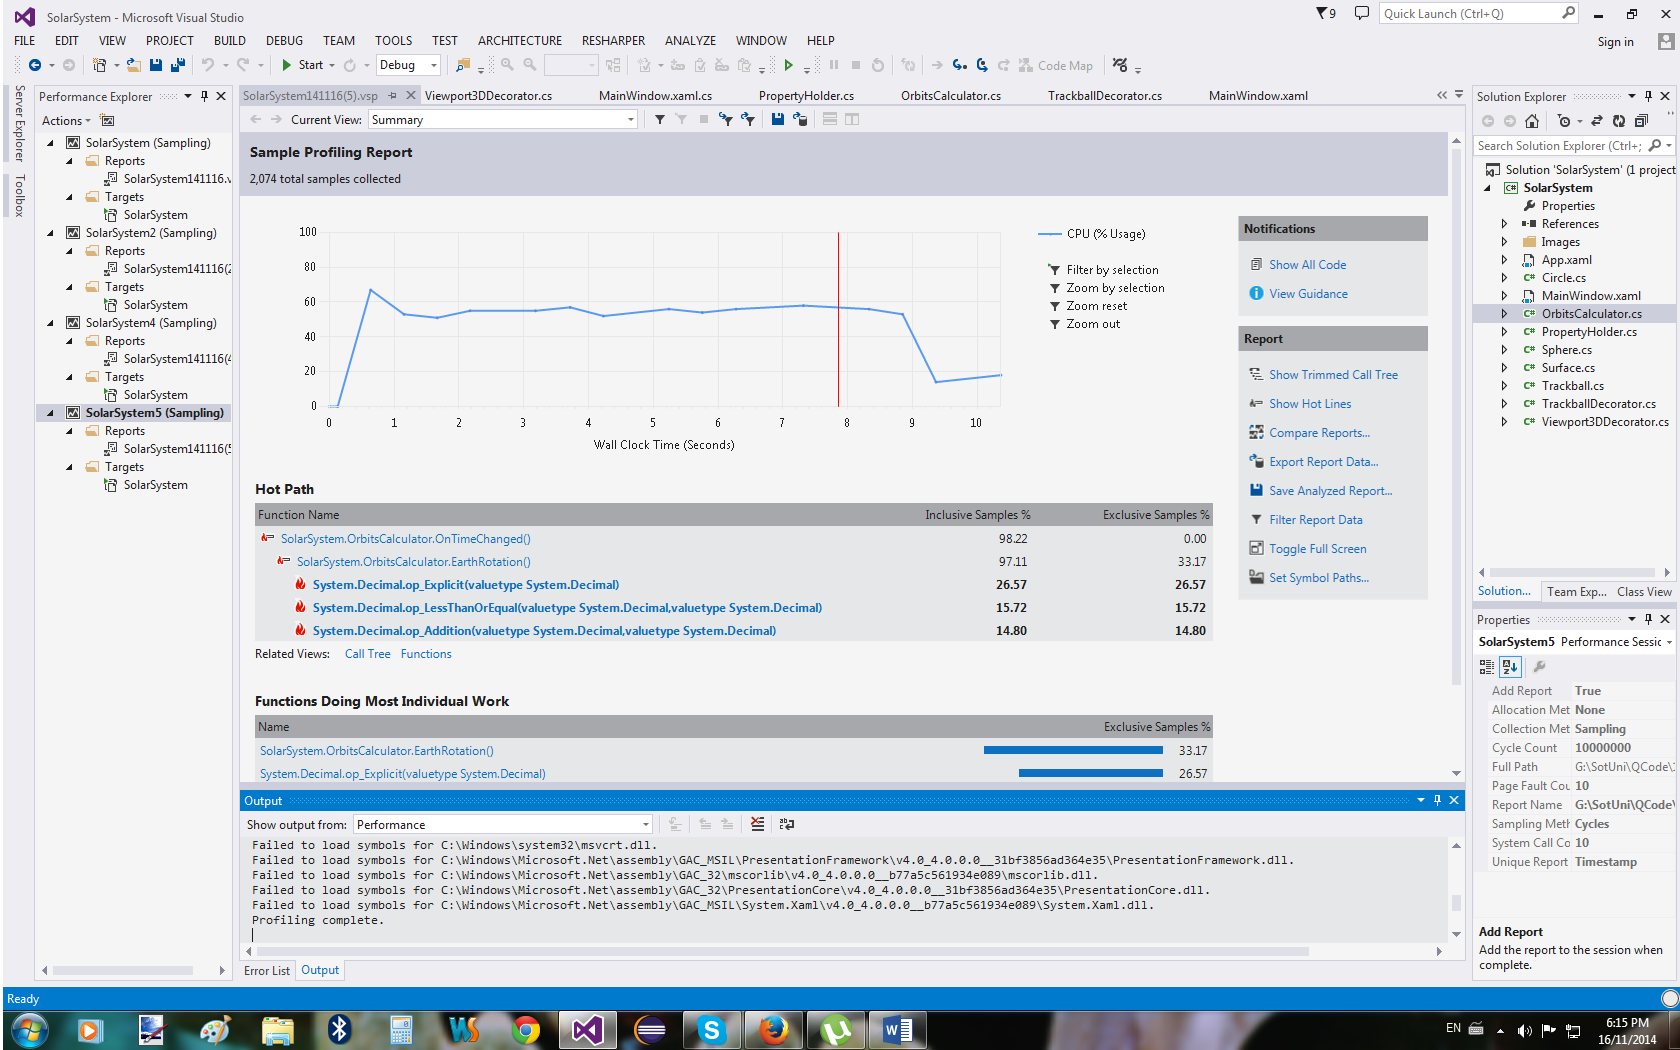 SolarSystem - Microsoft Visual Studio
9
Quick Launch (Ctrl+Q)
FILE EDIT VIEW PROJECT BUILD DEBUG TEAM TOOLS TEST ARCHITECTURE RESHARPER ANALYZE WINDOW HELP
Sign in
Start
Debug
Code Map
Server Explorer
Toolbox
Performance Explorer
Actions
SolarSystem (Sampling)
Reports
SolarSystem141116.v
Targets
SolarSystem
SolarSystem2 (Sampling)
Reports
SolarSystem141116(2
Targets
SolarSystem
SolarSystem4 (Sampling)
Reports
SolarSystem141116(4
Targets
SolarSystem
SolarSystem5 (Sampling)
Reports
SolarSystem141116(5
Targets
SolarSystem
SolarSystem141116(5).vsp Viewport3DDecorator.cs MainWindow.xaml.cs PropertyHolder.cs OrbitsCalculator.cs TrackballDecorator.cs MainWindow.xaml
Current View: Summary
Sample Profiling Report
2,074 total samples collected
100
80
60
40
20
0
0 1 2 3 4 5 6 7 8 9 10
Wall Clock Time (Seconds)
CPU (% Usage)
Filter by selection
Zoom by selection
Zoom reset
Zoom out
Notifications
Show All Code
View Guidance
Report
Show Trimmed Call Tree
Show Hot Lines
Compare Reports...
Export Report Data...
Save Analyzed Report...
Filter Report Data
Toggle Full Screen
Set Symbol Paths...
Hot Path
Function Name Inclusive Samples % Exclusive Samples %
SolarSystem.OrbitsCalculator.OnTimeChanged() 98.22 0.00
SolarSystem.OrbitsCalculator.EarthRotation() 97.11 33.17
System.Decimal.op_Explicit(valuetype System.Decimal) 26.57 26.57
System.Decimal.op_LessThanOrEqual(valuetype System.Decimal,valuetype System.Decimal) 15.72 15.72
System.Decimal.op_Addition(valuetype System.Decimal,valuetype System.Decimal) 14.80 14.80
Related Views: Call Tree Functions
Functions Doing Most Individual Work
Name Exclusive Samples %
SolarSystem.OrbitsCalculator.EarthRotation() 33.17
System.Decimal.op_Explicit(valuetype System.Decimal) 26.57
Output
Show output from: Performance
Failed to load symbols for C:\Windows\system32\msvcrt.dll.
Failed to load symbols for C:\Windows\Microsoft.Net\assembly\GAC_MSIL\PresentationFramework\v4.0_4.0.0.0__31bf3856ad364e35\PresentationFramework.dll.
Failed to load symbols for C:\Windows\Microsoft.Net\assembly\GAC_32\mscorlib\v4.0_4.0.0.0__b77a5c561934e089\mscorlib.dll.
Failed to load symbols for C:\Windows\Microsoft.Net\assembly\GAC_32\PresentationCore\v4.0_4.0.0.0__31bf3856ad364e35\PresentationCore.dll.
Failed to load symbols for C:\Windows\Microsoft.Net\assembly\GAC_MSIL\System.Xaml\v4.0_4.0.0.0__b77a5c561934e089\System.Xaml.dll.
Profiling complete.
Error List Output
Solution Explorer
Search Solution Explorer (Ctrl+;
Solution 'SolarSystem' (1 project
C# SolarSystem
Properties
References
Images
App.xaml
C# Circle.cs
MainWindow.xaml
C# OrbitsCalculator.cs
C# PropertyHolder.cs
C# Sphere.cs
C# Surface.cs
C# Trackball.cs
C# TrackballDecorator.cs
C# Viewport3DDecorator.cs
Solution... Team Exp... Class View
Properties
SolarSystem5 Performance Sessic
Add Report True
Allocation Met None
Collection Met Sampling
Cycle Count 10000000
Full Path G:\SotUni\QCode\
Page Fault Cou 10
Report Name G:\SotUni\QCode\
Sampling Meth Cycles
System Call Co 10
Unique Report Timestamp
Add Report
Add the report to the session when
complete.
Ready
EN
6:15 PM
16/11/2014